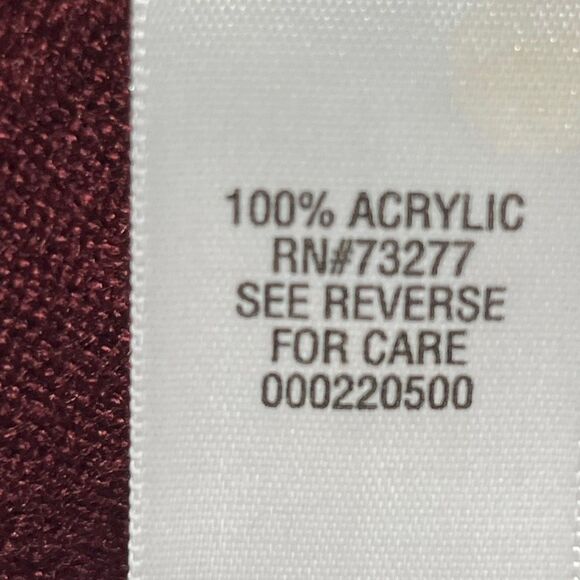 100% ACRYLIC
RN#73277
SEE REVERSE
FOR CARE
000220500